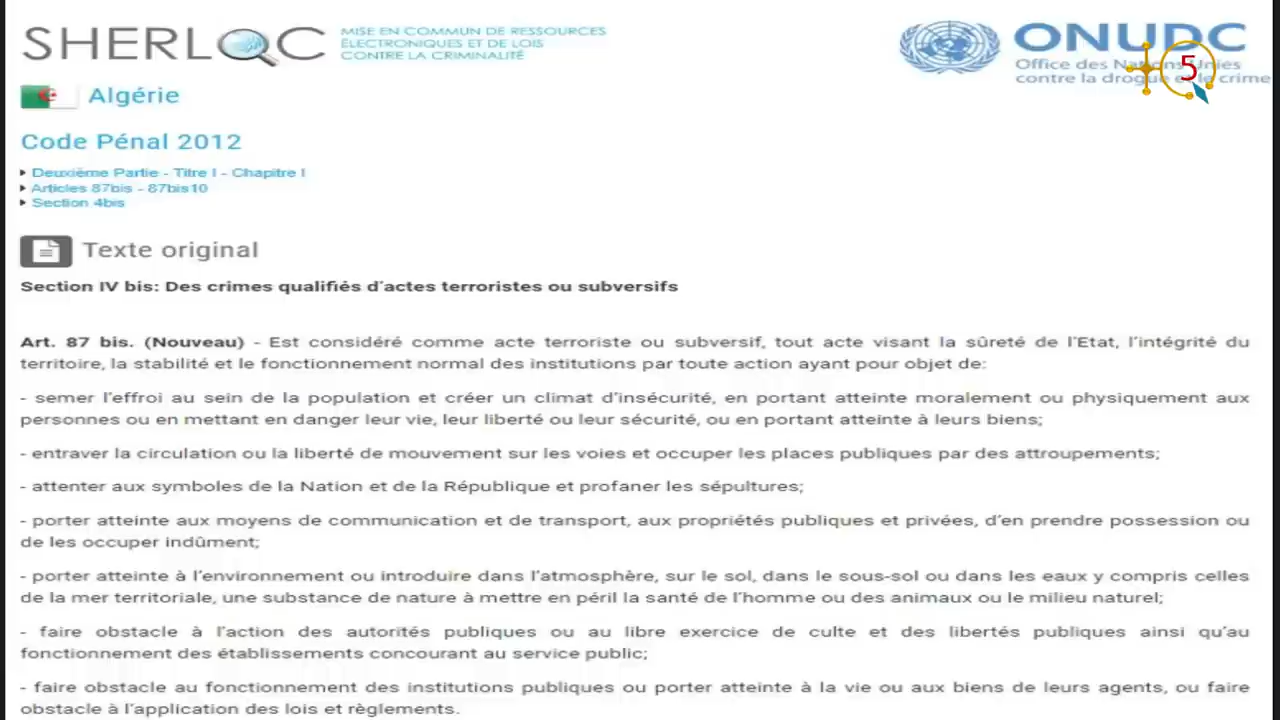 SHERLOC
MISE EN COMMUN DE RESSOURCES
ÉLECTRONIQUES ET DE LOIS
CONTRE LA CRIMINALITÉ
ONUDC
Office des Nations Unies
contre la drogue et le crime
5
Algérie
Code Pénal 2012
Deuxième Partie - Titre I - Chapitre I
Articles 87bis - 87bis10
Section 4bis
Texte original
Section IV bis: Des crimes qualifiés d'actes terroristes ou subversifs
Art. 87 bis. (Nouveau) - Est considéré comme acte terroriste ou subversif, tout acte visant la sûreté de l'Etat, l'intégrité du
territoire, la stabilité et le fonctionnement normal des institutions par toute action ayant pour objet de:
- semer l'effroi au sein de la population et créer un climat d'insécurité, en portant atteinte moralement ou physiquement aux
personnes ou en mettant en danger leur vie, leur liberté ou leur sécurité, ou en portant atteinte à leurs biens;
- entraver la circulation ou la liberté de mouvement sur les voies et occuper les places publiques par des attroupements;
- attenter aux symboles de la Nation et de la République et profaner les sépultures;
- porter atteinte aux moyens de communication et de transport, aux propriétés publiques et privées, d'en prendre possession ou
de les occuper indûment;
- porter atteinte à l'environnement ou introduire dans l'atmosphère, sur le sol, dans le sous-sol ou dans les eaux y compris celles
de la mer territoriale, une substance de nature à mettre en péril la santé de l'homme ou des animaux ou le milieu naturel;
- faire obstacle à l'action des autorités publiques ou au libre exercice de culte et des libertés publiques ainsi qu'au
fonctionnement des établissements concourant au service public;
- faire obstacle au fonctionnement des institutions publiques ou porter atteinte à la vie ou aux biens de leurs agents, ou faire
obstacle à l'application des lois et règlements.